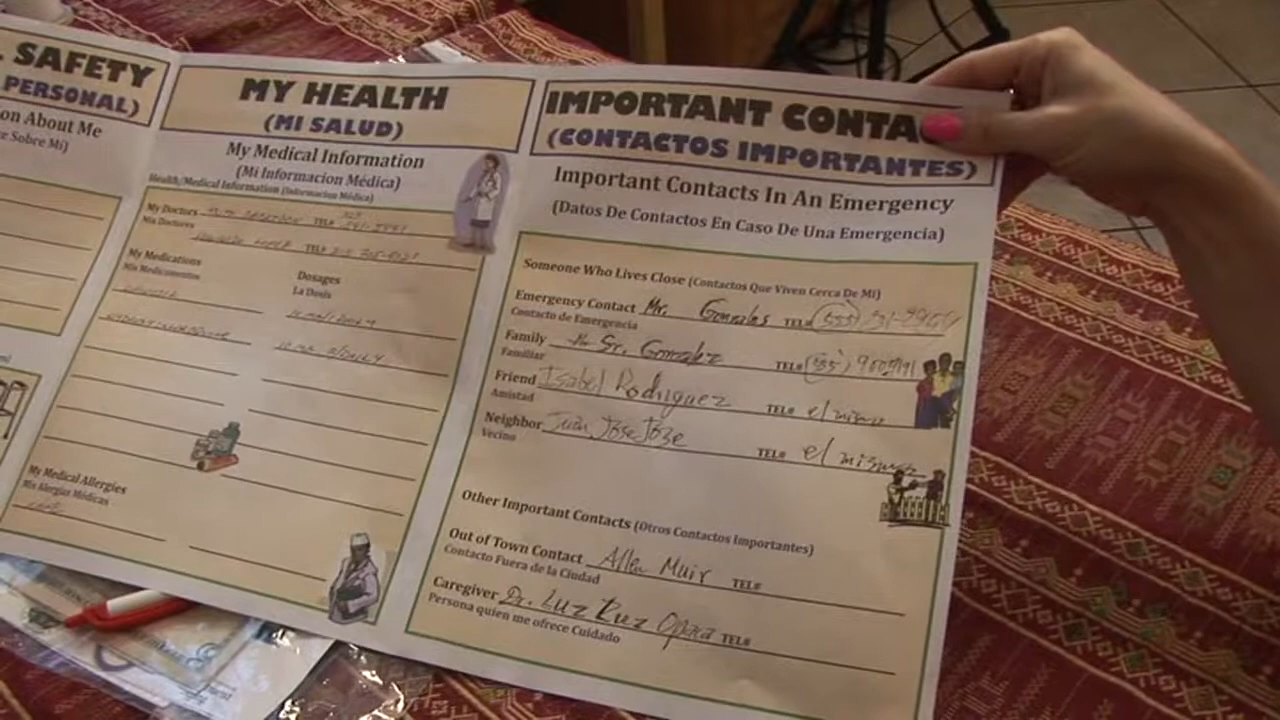 SAFETY
PERSONAL)
on About Me
e Sobre Mi)
MY HEALTH
(MI SALUD)
My Medical Information
(Mi Informacion Médica)
Health/Medical Information (Informacion Médica)
My Doctors TEL#
Mis Doctores
TEL#
My Medications
Mis Medicamentos
Dosages
La Dosis
My Medical Allergies
Mis Alergias Médicas
IMPORTANT CONTA
(CONTACTOS IMPORTANTES)
Important Contacts In An Emergency
(Datos De Contactos En Caso De Una Emergencia)
Someone Who Lives Close (Contactos Que Viven Cerca De Mi)
Emergency Contact Mr. Gonzales TEL# (555)
Contacto de Emergencia
Family Sr. Gonzalez TEL# (555)
Familiar
Friend Isabel Rodriguez TEL# el mismo
Amistad
Neighbor Juan Jose Jose TEL# el mismo
Vecino
Other Important Contacts (Otros Contactos Importantes)
Out of Town Contact Allen Muir TEL#
Contacto Fuera de la Ciudad
Caregiver Dr. Luz TEL#
Persona quien me ofrece Cuidado